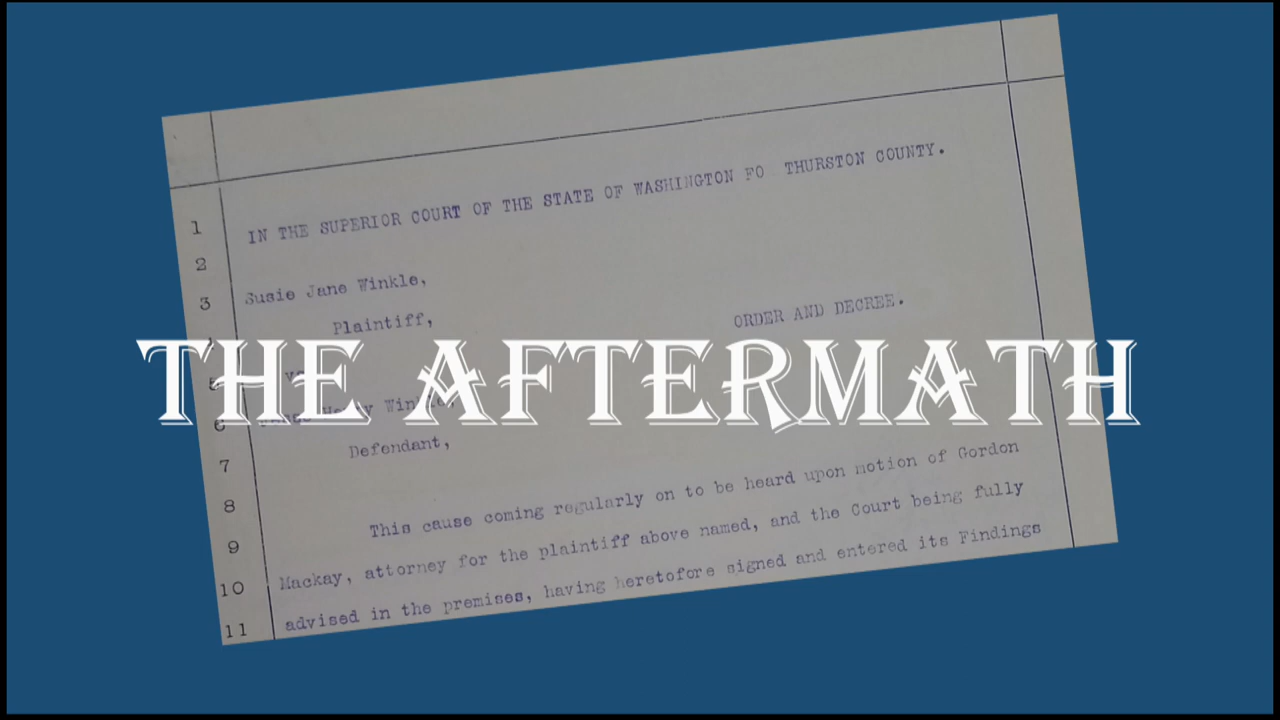 IN THE SUPERIOR COURT OF THE STATE OF WASHINGTON FO THURSTON COUNTY.
Susie Jane Winkle,
Plaintiff,
ORDER AND DECREE.
THE AFTERMATH
Defendant,
This cause coming regularly on to be heard upon motion of Gordon
Mackay, attorney for the plaintiff above named, and the Court being fully
advised in the premises, having heretofore signed and entered its Findings
1
2
3
5
6
7
8
9
10
11